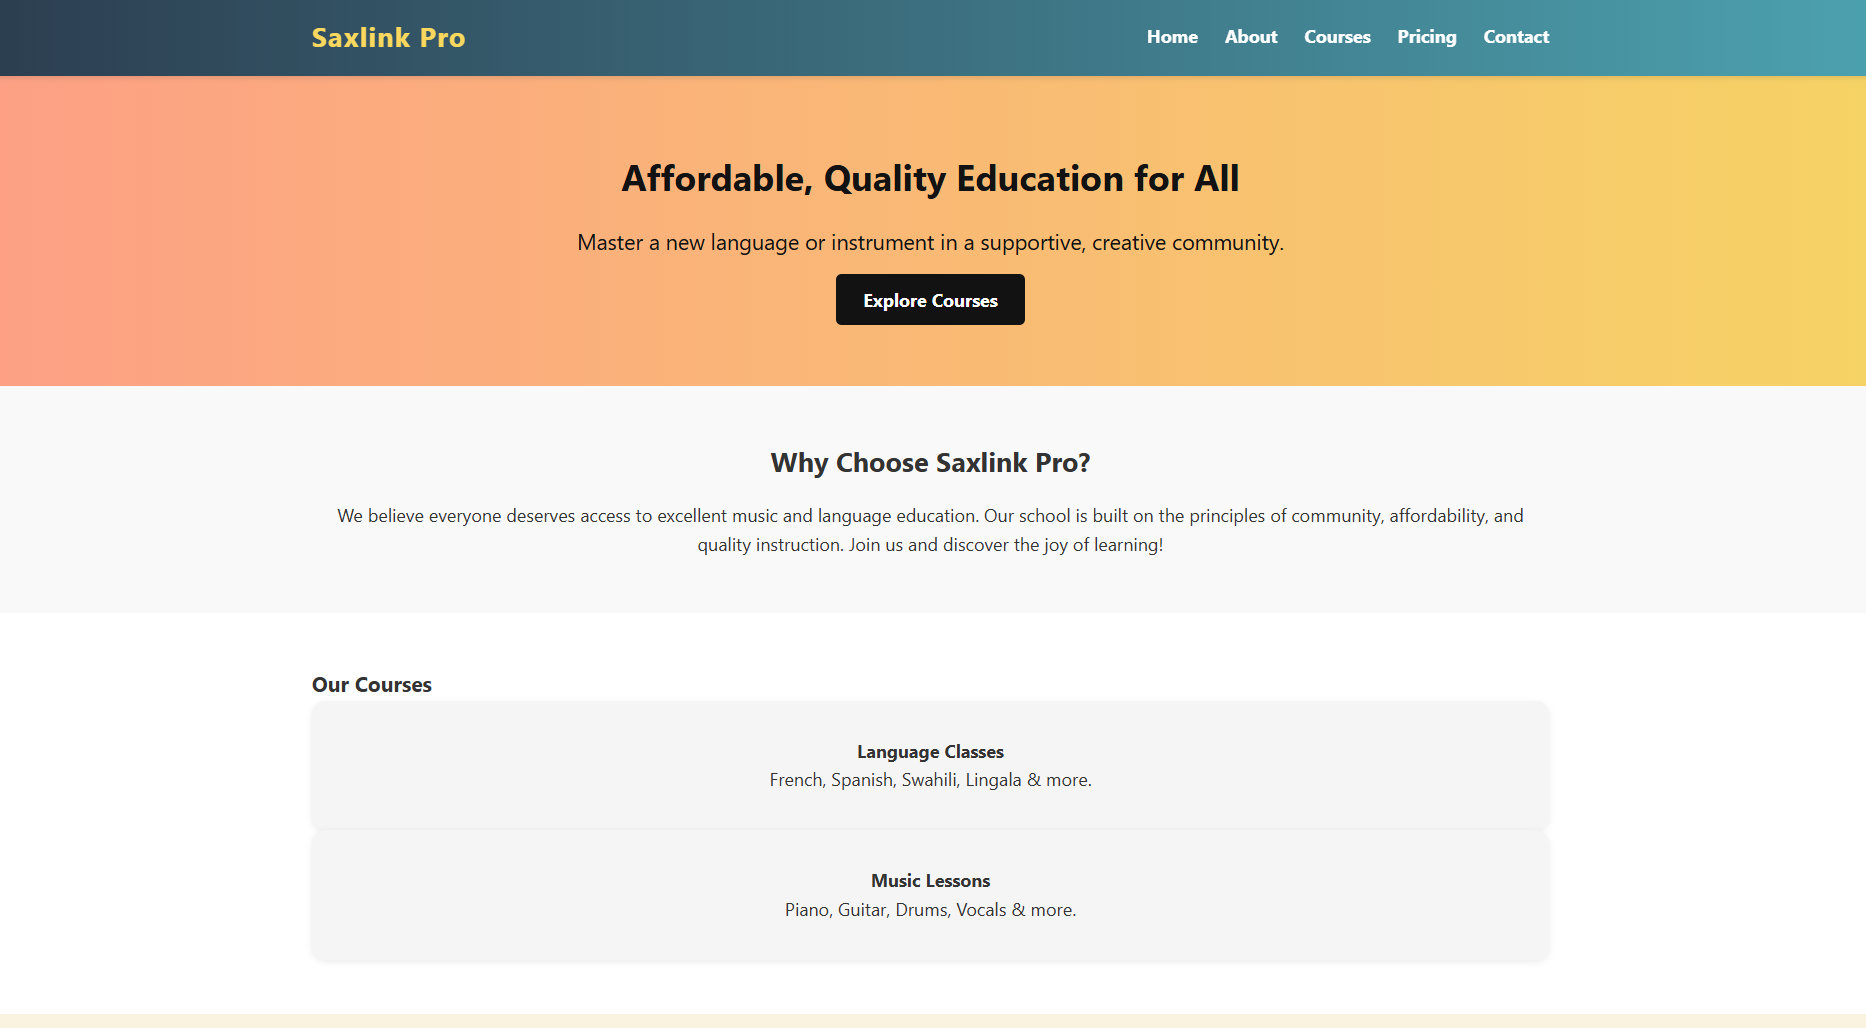 Saxlink Pro
Home About Courses Pricing Contact
Affordable, Quality Education for All
Master a new language or instrument in a supportive, creative community.
Explore Courses
Why Choose Saxlink Pro?
We believe everyone deserves access to excellent music and language education. Our school is built on the principles of community, affordability, and
quality instruction. Join us and discover the joy of learning!
Our Courses
Language Classes
French, Spanish, Swahili, Lingala & more.
Music Lessons
Piano, Guitar, Drums, Vocals & more.